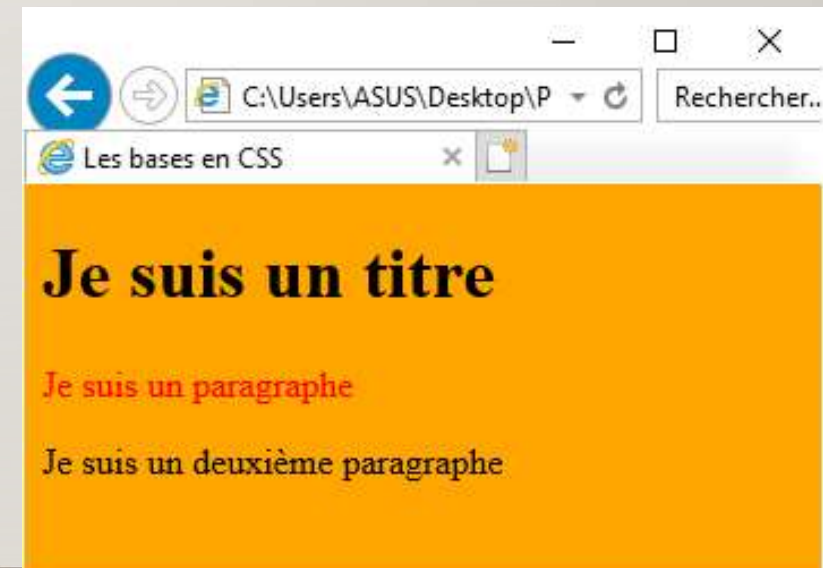 C:\Users\ASUS\Desktop\P
Rechercher..
Les bases en CSS
Je suis un titre
Je suis un paragraphe
Je suis un deuxième paragraphe